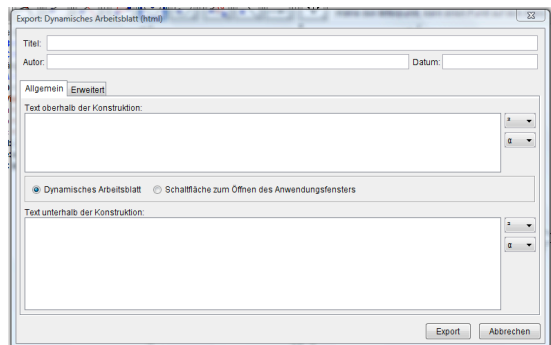 Export: Dynamisches Arbeitsblatt (html)
Titel:
Autor: Datum:
Allgemein Erweitert
Text oberhalb der Konstruktion:
α
Dynamisches Arbeitsblatt Schaltfläche zum Öffnen des Anwendungsfensters
Text unterhalb der Konstruktion:
α
Export Abbrechen